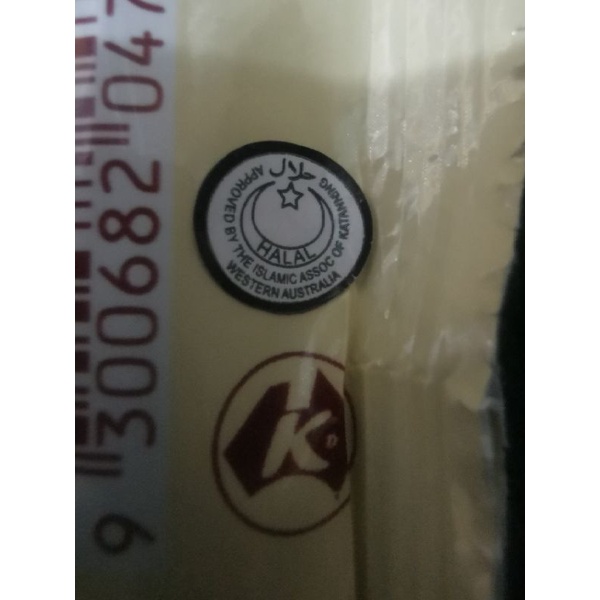 9 300682 047
حلال
APPROVED BY THE ISLAMIC ASSOC OF KATANNING
HALAL
WESTERN AUSTRALIA
K D